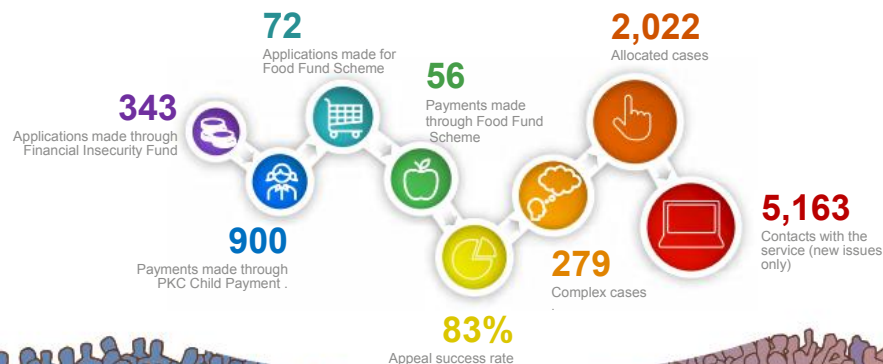 343
Applications made through
Financial Insecurity Fund
900
Payments made through
PKC Child Payment .
72
Applications made for
Food Fund Scheme
56
Payments made
through Food Fund
Scheme
83%
Appeal success rate
279
Complex cases
.
2,022
Allocated cases
5,163
Contacts with the
service (new issues
only)